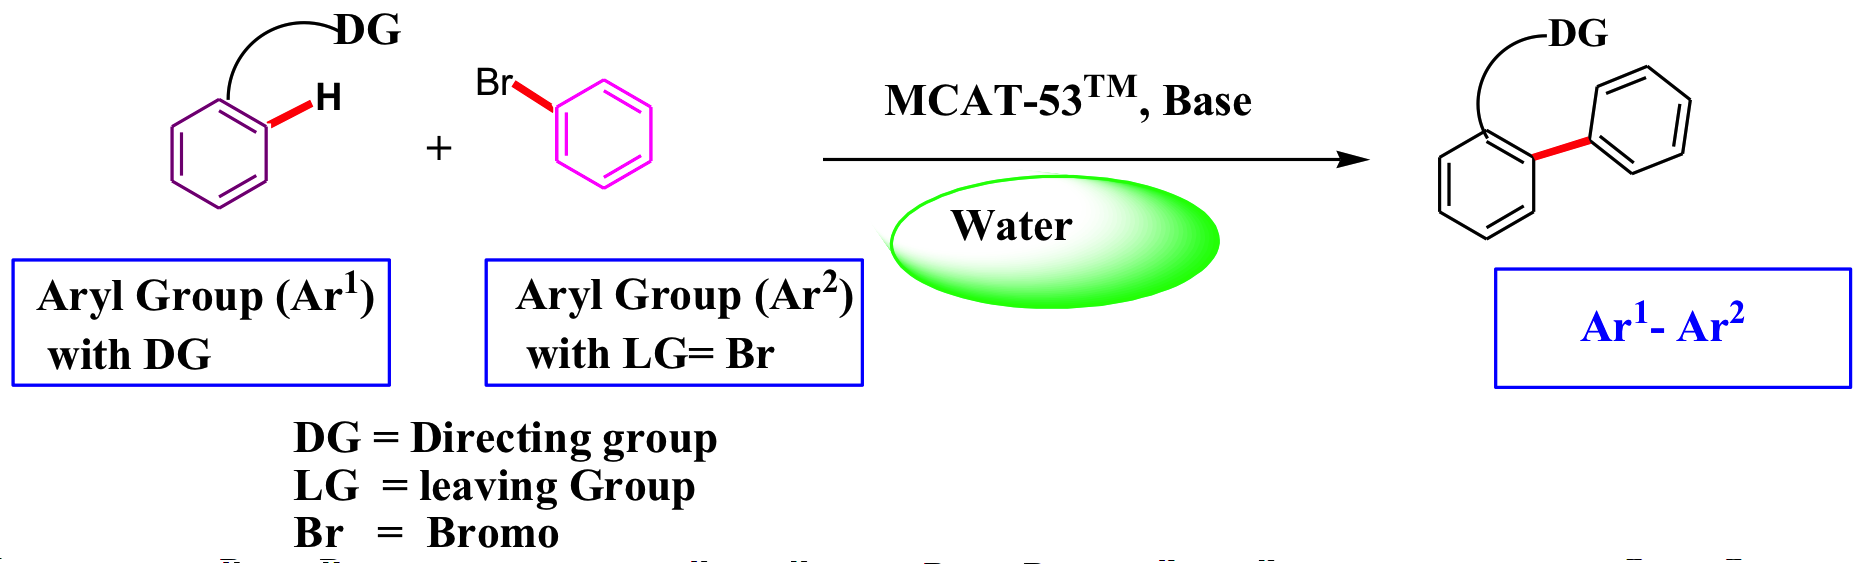 DG
H
Br
+
MCAT-53™, Base
Water
DG
Aryl Group (Ar¹)
with DG
Aryl Group (Ar²)
with LG= Br
Ar¹- Ar²
DG = Directing group
LG = leaving Group
Br = Bromo